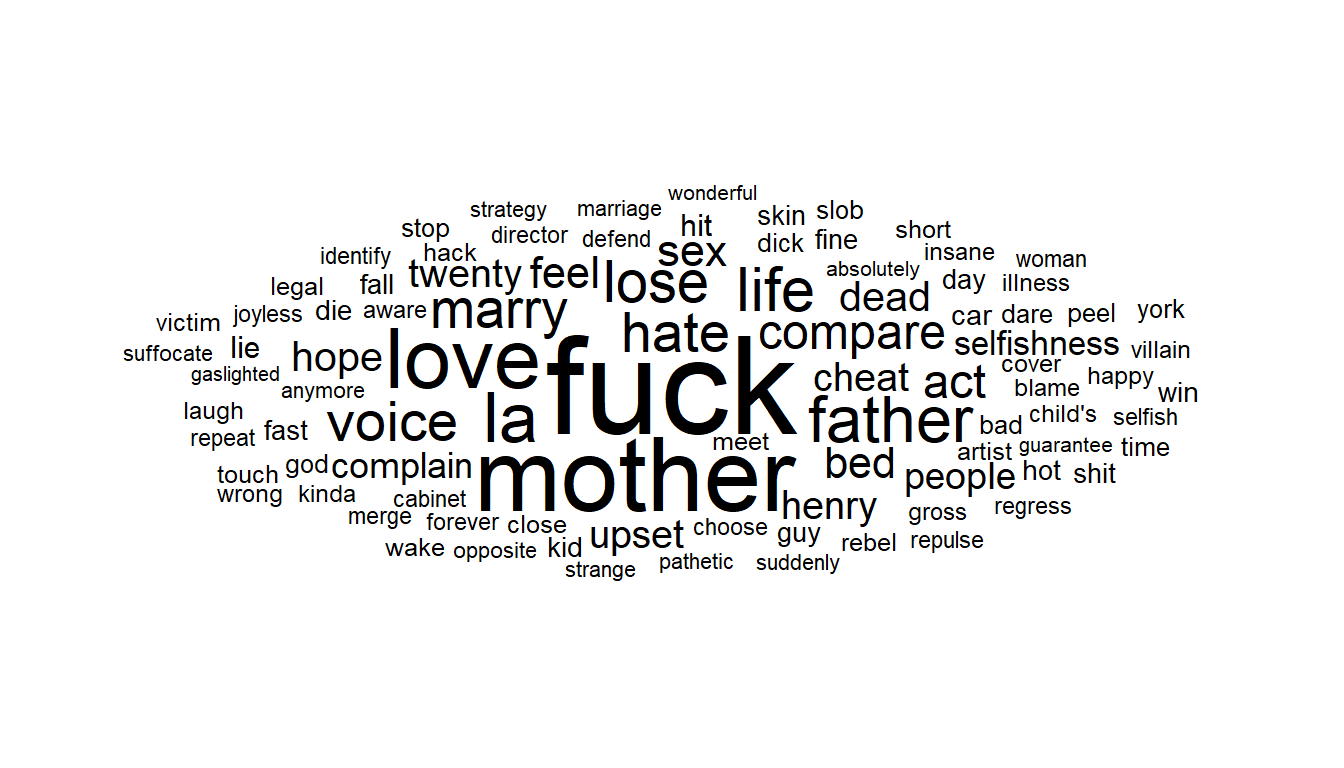 wonderful
strategy marriage
skin slob
stop hit short
director defend dick fine
identify hack sex insane woman
legal fall twenty feel lose life absolutely day illness
victim joyless die aware marry dead car dare peel york
suffocate lie hope love hate compare selfishness villain
gaslighted anymore fuck cheat act cover blame happy win
laugh repeat fast voice la father bad child's selfish
touch god complain mother meet bed people artist guarantee time
wrong kinda cabinet henry hot shit
merge forever close upset choose guy gross regress
wake opposite kid rebel repulse
strange pathetic suddenly